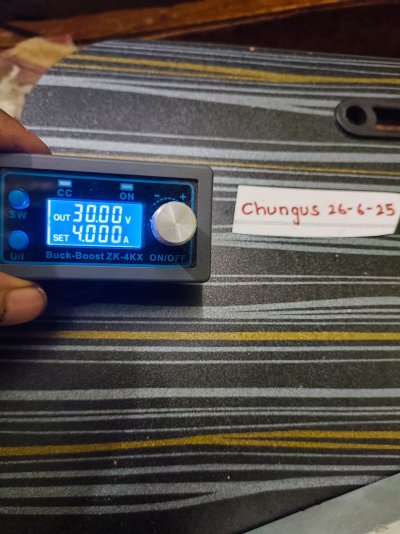 CC ON
- +
SW
OUT 30.00 V
SET 4.000 A
U/I Buck-Boost ZK-4KX ON/OFF
Chungus 26-6-25